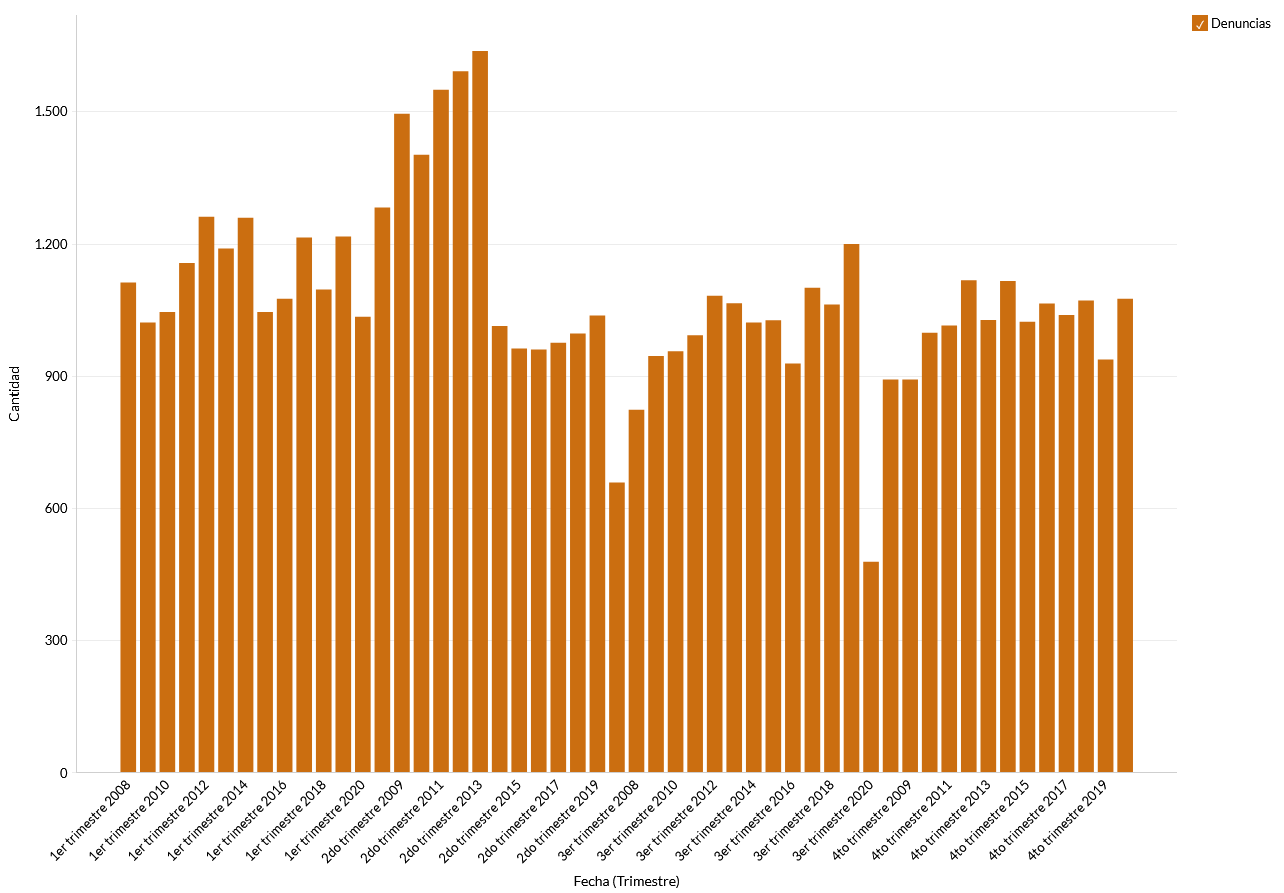 Denuncias
1.500
1.200
900
600
300
0
Cantidad
1er trimestre 2008
1er trimestre 2010
1er trimestre 2012
1er trimestre 2014
1er trimestre 2016
1er trimestre 2018
1er trimestre 2020
2do trimestre 2009
2do trimestre 2011
2do trimestre 2013
2do trimestre 2015
2do trimestre 2017
2do trimestre 2019
3er trimestre 2008
3er trimestre 2010
3er trimestre 2012
3er trimestre 2014
3er trimestre 2016
3er trimestre 2018
3er trimestre 2020
4to trimestre 2009
4to trimestre 2011
4to trimestre 2013
4to trimestre 2015
4to trimestre 2017
4to trimestre 2019
Fecha (Trimestre)